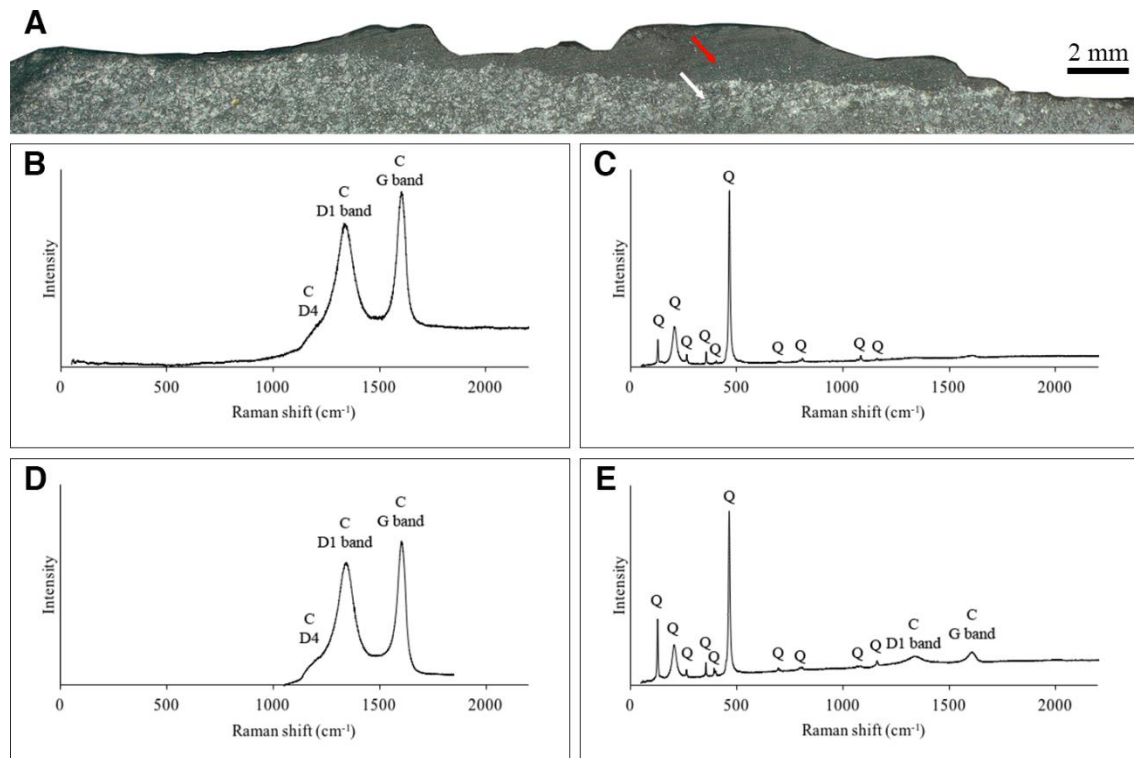 A
2 mm
B
C
D1 band
C
G band
C
D4
Intensity
0
500
1000
1500
2000
Raman shift (cm⁻¹)
C
Q
Q
Q
Q
Q
Q
Q
Q
Q
Q
Intensity
0
500
1000
1500
2000
Raman shift (cm⁻¹)
D
C
D1 band
C
G band
C
D4
Intensity
0
500
1000
1500
2000
Raman shift (cm⁻¹)
E
Q
Q
Q
Q
Q
Q
Q
Q
Q
Q
C
D1 band
C
G band
Intensity
0
500
1000
1500
2000
Raman shift (cm⁻¹)